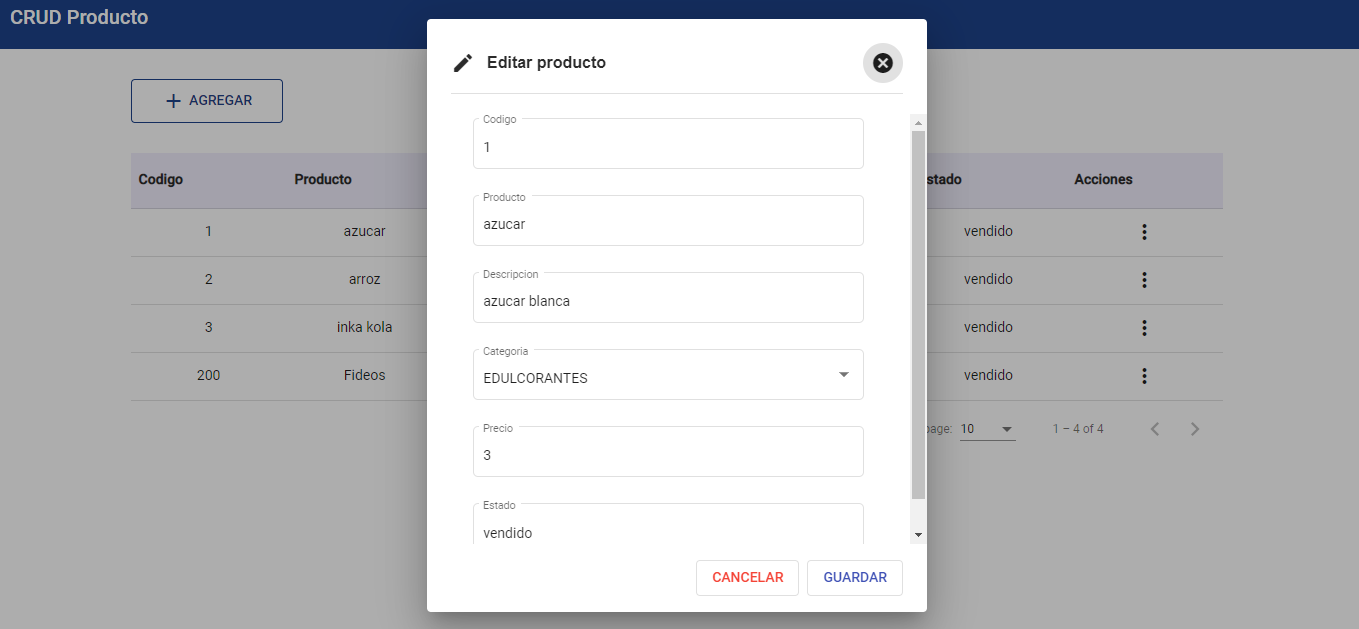 CRUD Producto
Editar producto
AGREGAR
Codigo Producto stado Acciones
1 azucar vendido
2 arroz vendido
3 inka kola vendido
200 Fideos vendido
page: 10 1 – 4 of 4
Codigo
1
Producto
azucar
Descripcion
azucar blanca
Categoria
EDULCORANTES
Precio
3
Estado
vendido
CANCELAR GUARDAR